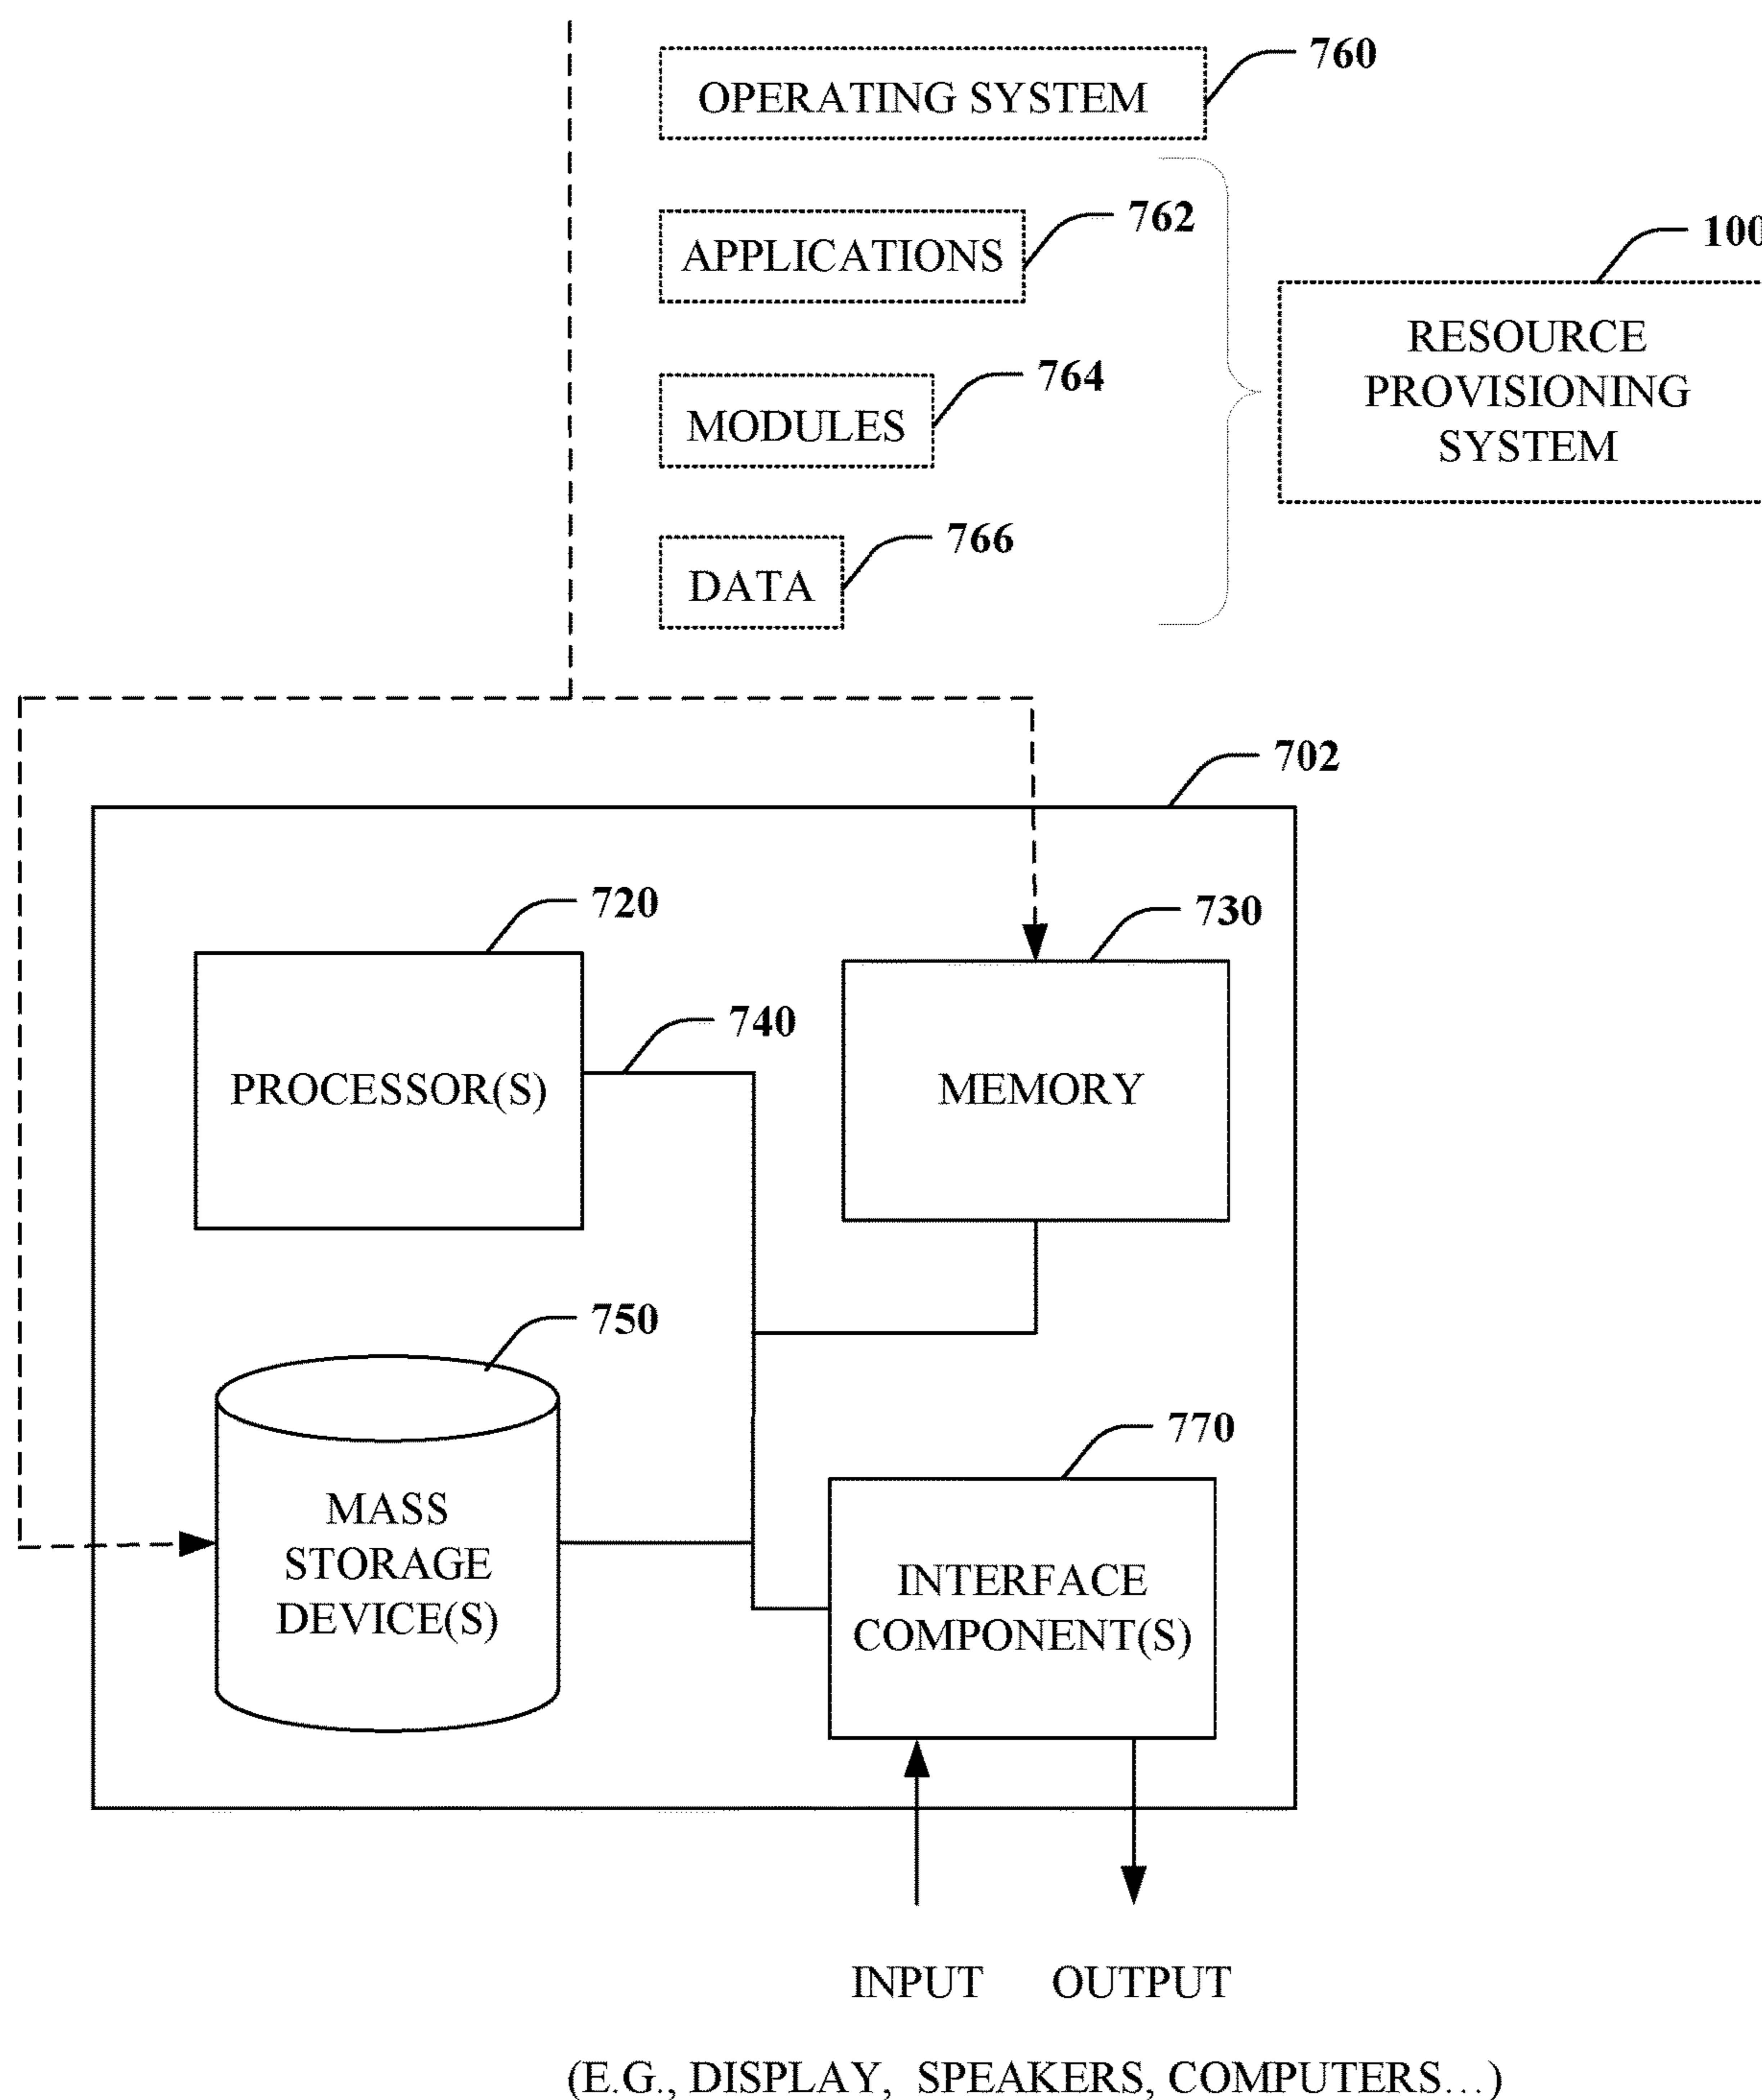 760
OPERATING SYSTEM
762
APPLICATIONS
100
RESOURCE
PROVISIONING
SYSTEM
764
MODULES
766
DATA
702
720
PROCESSOR(S)
730
MEMORY
740
750
MASS
STORAGE
DEVICE(S)
770
INTERFACE
COMPONENT(S)
INPUT OUTPUT
(E.G., DISPLAY, SPEAKERS, COMPUTERS...)